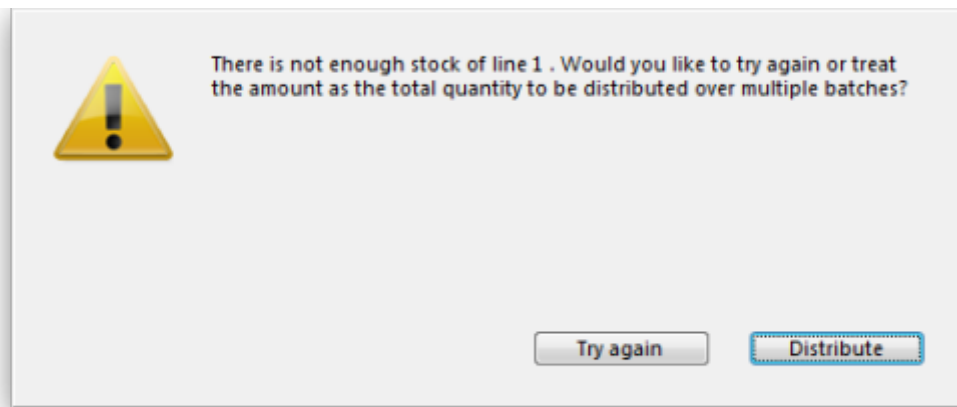 There is not enough stock of line 1 . Would you like to try again or treat
the amount as the total quantity to be distributed over multiple batches?
Try again
Distribute